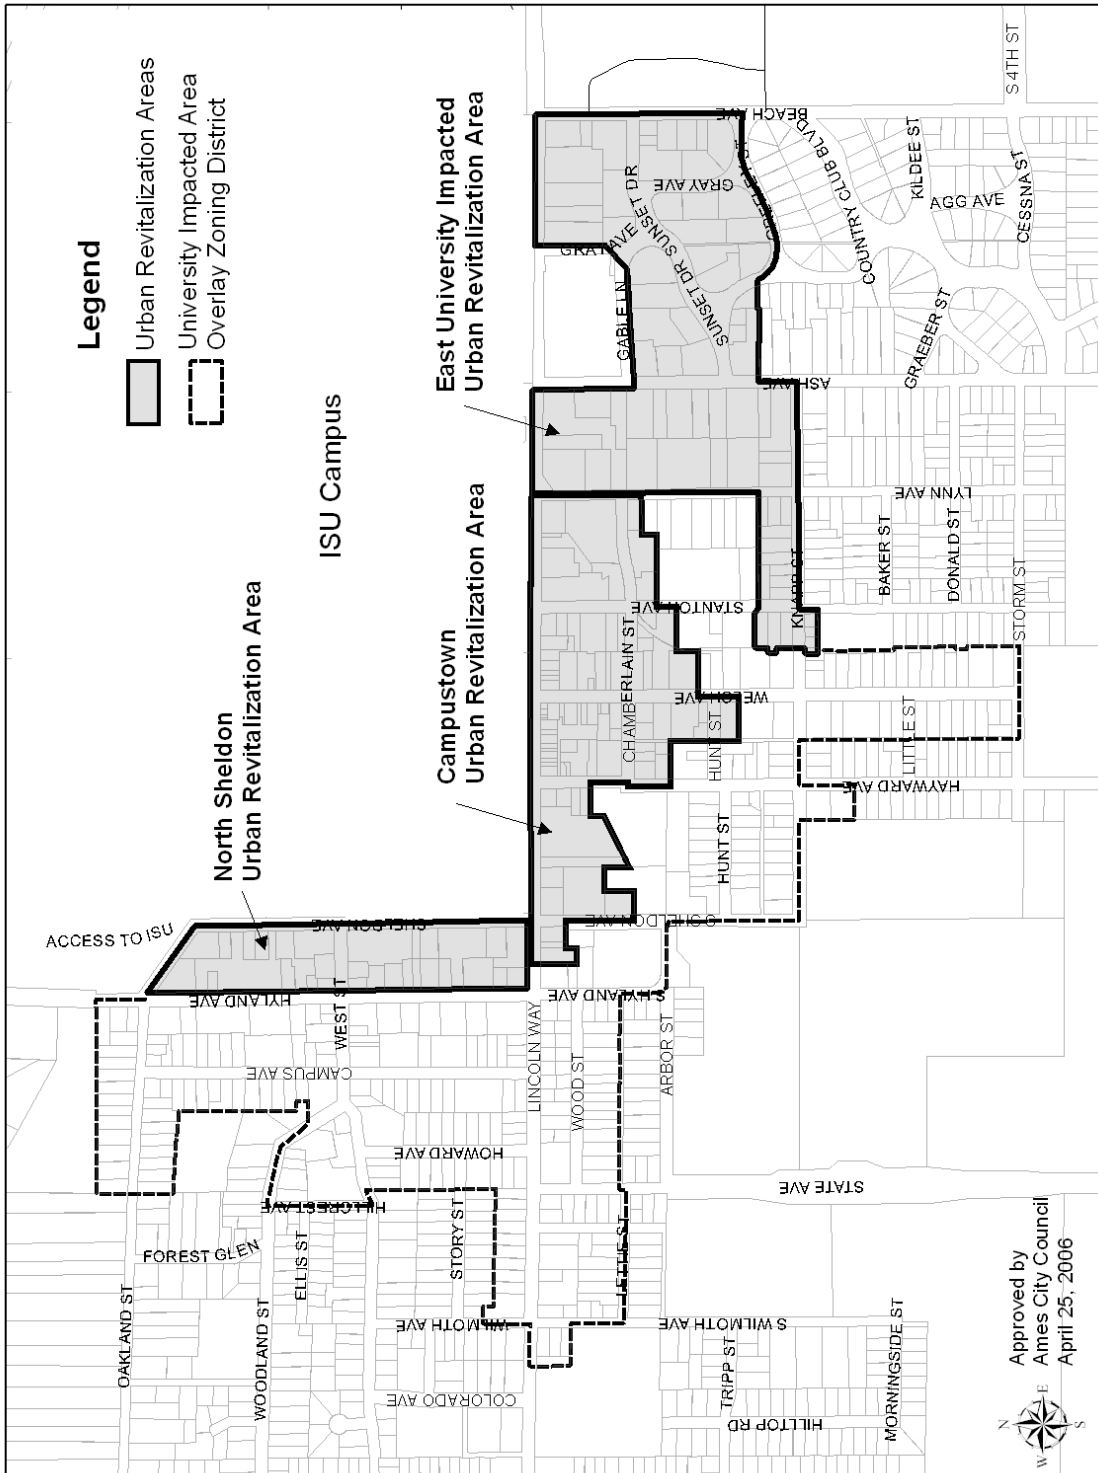 Legend
Urban Revitalization Areas
University Impacted Area
Overlay Zoning District
ISU Campus
North Sheldon
Urban Revitalization Area
Campustown
Urban Revitalization Area
East University Impacted
Urban Revitalization Area
ACCESS TO ISU
SHELDON AVE
HYLAND AVE
WEST ST
CAMPUS AVE
HOWARD AVE
HILLCREST AVE
FOREST GLEN
ELLIS ST
STORY ST
OAKLAND ST
WOODLAND ST
WILMOTH AVE
COLORADO AVE
LINCOLN WAY
WOOD ST
S HYLAND AVE
ARBOR ST
LETTIE ST
STATE AVE
S WILMOTH AVE
TRIPP ST
HILLTOP RD
MORNINGSIDE ST
S SHELDON AVE
HUNT ST
HUNT ST
HAYWARD AVE
LITTLE ST
WELCH AVE
CHAMBERLAIN ST
STANTON AVE
KNAPP ST
BAKER ST
DONALD ST
STORM ST
LYNN AVE
ASH AVE
GRAEBER ST
GABLE LN
GRAY AVE
SUNSET DR
SUNSET DR
GRAY AVE
GREELEY ST
BEACH AVE
COUNTRY CLUB BLVD
KILDEE ST
AGG AVE
CESSNA ST
S 4TH ST
N
E
S
W
Approved by
Ames City Council
April 25, 2006